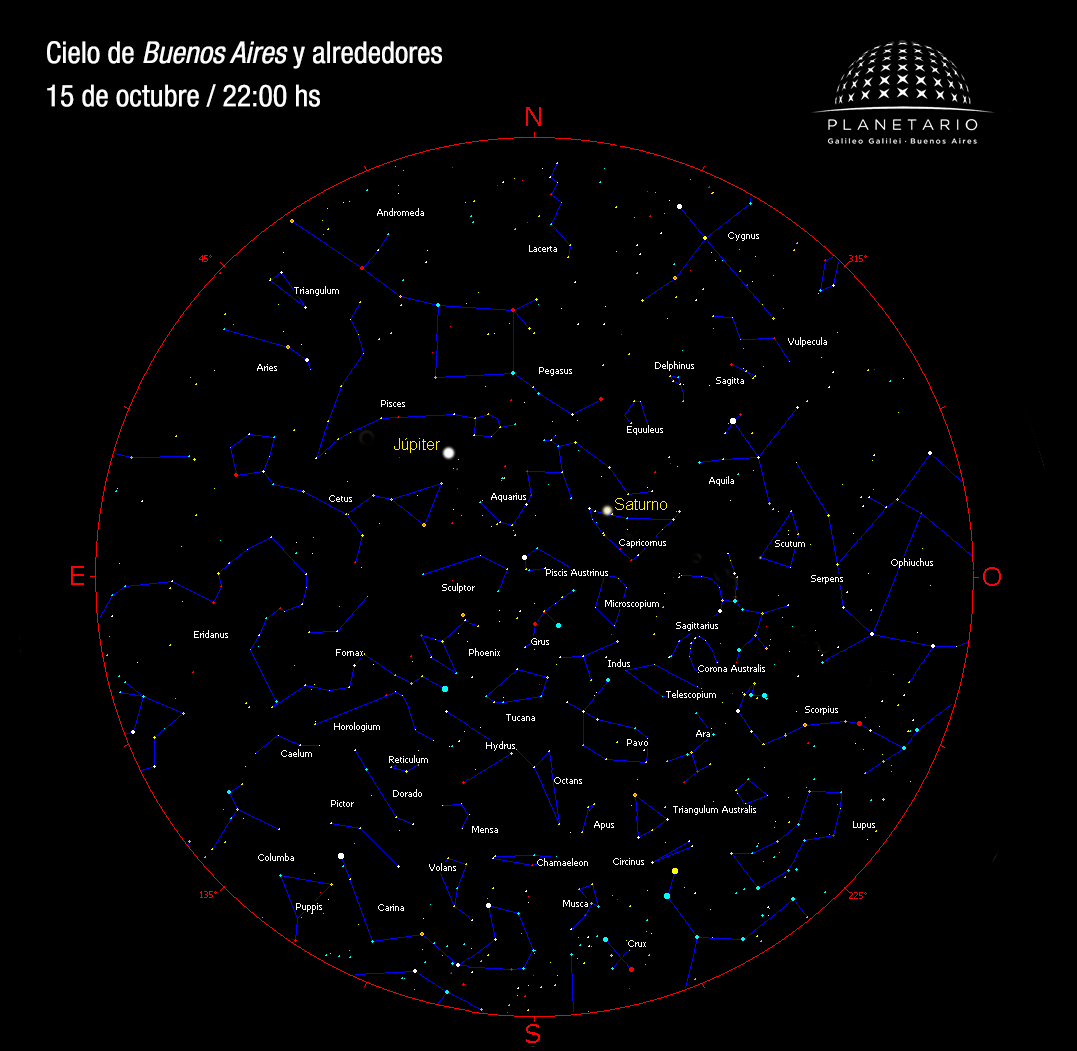 Cielo de Buenos Aires y alrededores
15 de octubre / 22:00 hs
PLANETARIO
Galileo Galilei · Buenos Aires
N
Andromeda
Cygnus
Lacerta
45°
315°
Triangulum
Vulpecula
Aries
Pegasus
Delphinus
Sagitta
Pisces
Equuleus
Júpiter
Aquila
Cetus
Aquarius
Saturno
Capricornus
Scutum
Ophiuchus
E
Piscis Austrinus
Serpens
O
Sculptor
Microscopium
Eridanus
Sagittarius
Grus
Fornax
Phoenix
Indus
Corona Australis
Telescopium
Tucana
Scorpius
Horologium
Ara
Hydrus
Pavo
Caelum
Reticulum
Octans
Dorado
Pictor
Triangulum Australis
Mensa
Apus
Lupus
Columba
Volans
Chamaeleon
Circinus
135°
225°
Puppis
Carina
Musca
Crux
S